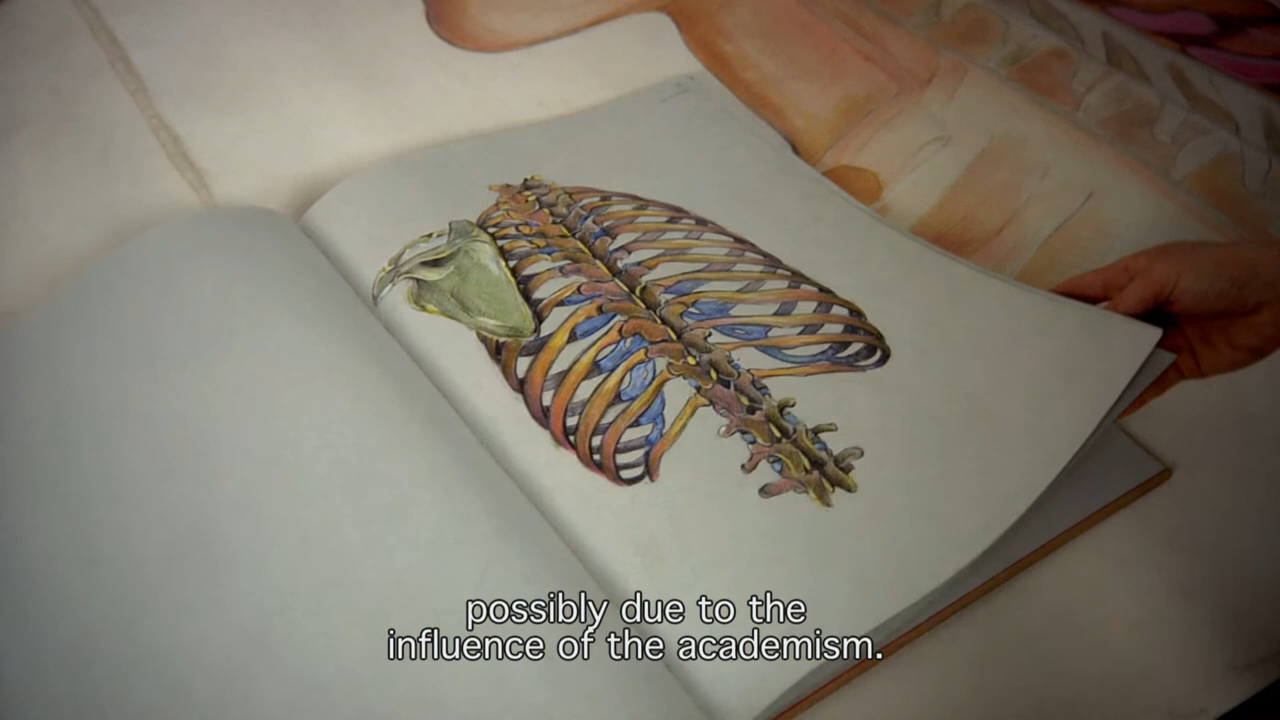 possibly due to the
influence of the academism.